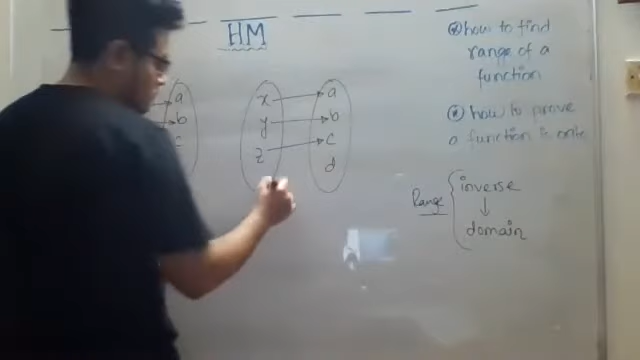 HM
a
b
c
x
y
z
a
b
c
d
* how to find
range of a
function
* how to prove
a function is onto
Range
inverse
domain